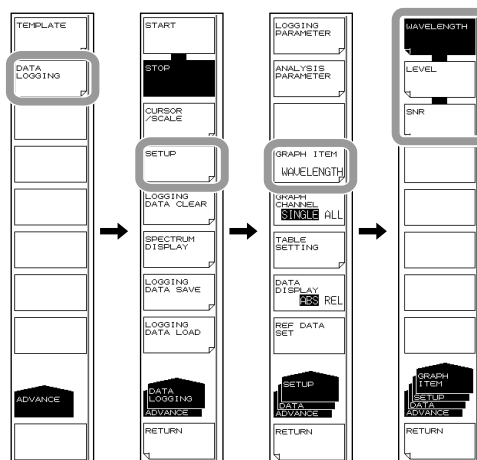 TEMPLATE
DATA
LOGGING
ADVANCE
START
STOP
CURSOR
/SCALE
SETUP
LOGGING
DATA CLEAR
SPECTRUM
DISPLAY
LOGGING
DATA SAVE
LOGGING
DATA LOAD
DATA
LOGGING
ADVANCE
RETURN
LOGGING
PARAMETER
ANALYSIS
PARAMETER
GRAPH ITEM
WAVELENGTH
GRAPH
CHANNEL
SINGLE ALL
TABLE
SETTING
DATA
DISPLAY
ABS REL
REF DATA
SET
SETUP
DATA
ADVANCE
RETURN
WAVELENGTH
LEVEL
SNR
GRAPH
ITEM
SETUP
DATA
ADVANCE
RETURN